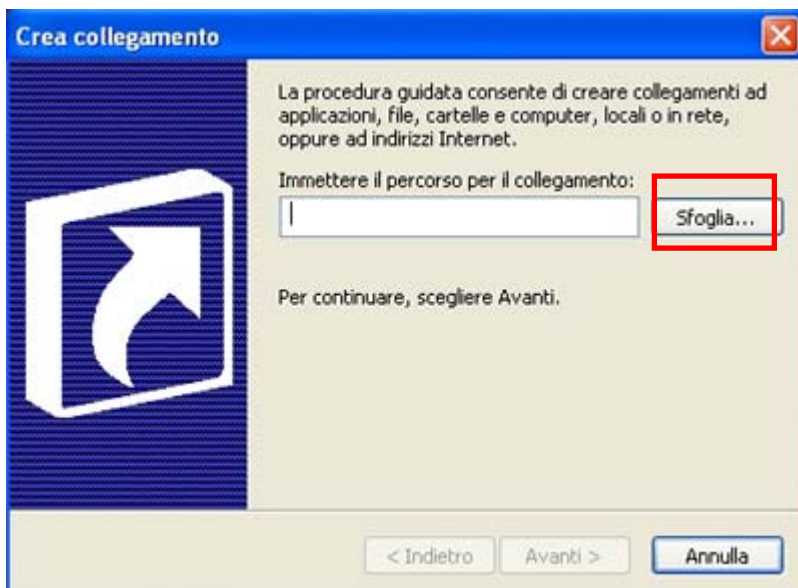 Crea collegamento
La procedura guidata consente di creare collegamenti ad
applicazioni, file, cartelle e computer, locali o in rete,
oppure ad indirizzi Internet.
Immettere il percorso per il collegamento:
Sfoglia...
Per continuare, scegliere Avanti.
< Indietro Avanti > Annulla